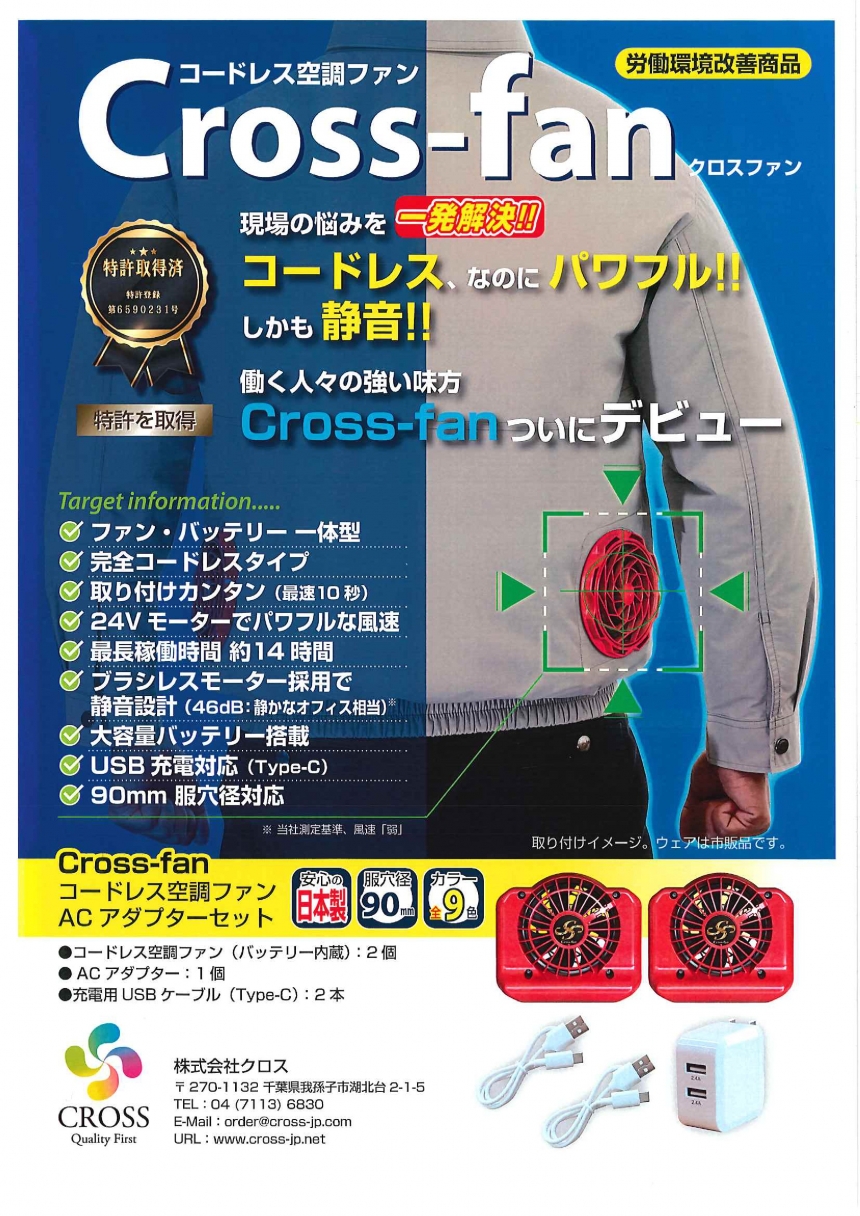 コードレス空調ファン
労働環境改善商品
Cross-fan
クロスファン
現場の悩みを 一発解決!!
コードレス、なのに パワフル!!
しかも 静音!!
特許取得済
特許登録
第6590231号
特許を取得
働く人々の強い味方
Cross-fan ついにデビュー
Target information.....
ファン・バッテリー 一体型
完全コードレスタイプ
取り付けカンタン（最速10秒）
24V モーターでパワフルな風速
最長稼働時間 約14時間
ブラシレスモーター採用で
静音設計（46dB：静かなオフィス相当）※
大容量バッテリー搭載
USB 充電対応（Type-C）
90mm 服穴径対応
※ 当社測定基準、風速「弱」
取り付けイメージ。ウェアは市販品です。
Cross-fan
コードレス空調ファン
AC アダプターセット
安心の
日本製
服穴径
90mm
カラー
全9色
●コードレス空調ファン（バッテリー内蔵）：2個
●AC アダプター：1個
●充電用 USB ケーブル（Type-C）：2本
2.4A
2.4A
CROSS
Quality First
株式会社クロス
〒270-1132 千葉県我孫子市湖北台 2-1-5
TEL：04 (7113) 6830
E-Mail：order@cross-jp.com
URL：www.cross-jp.net